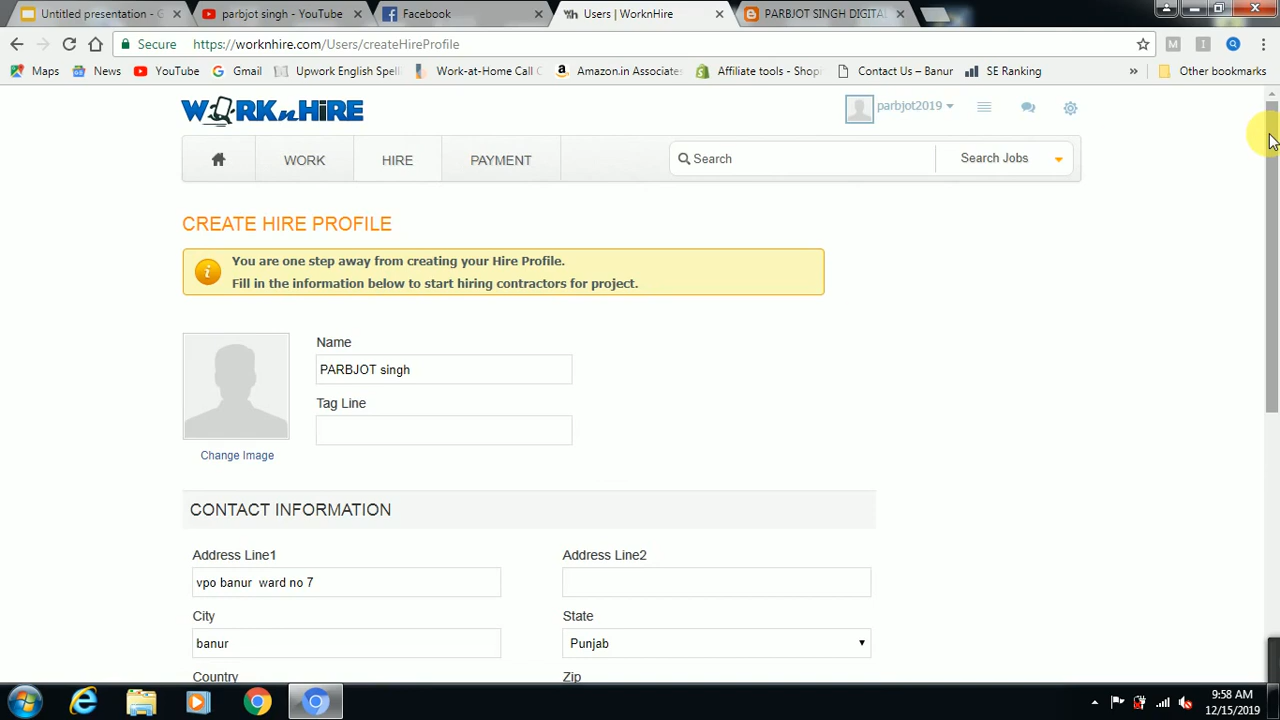 Untitled presentation - G
parbjot singh - YouTube
Facebook
Users | WorknHire
PARBJOT SINGH DIGITAL
Secure
https://worknhire.com/Users/createHireProfile
Maps
News
YouTube
Gmail
Upwork English Spell
Work-at-Home Call C
Amazon.in Associates
Affiliate tools - Shop
Contact Us – Banur
SE Ranking
»
Other bookmarks
WORKnHIRE
parbjot2019
WORK
HIRE
PAYMENT
Search
Search Jobs
CREATE HIRE PROFILE
You are one step away from creating your Hire Profile.
Fill in the information below to start hiring contractors for project.
Name
PARBJOT singh
Tag Line
Change Image
CONTACT INFORMATION
Address Line1
Address Line2
vpo banur ward no 7
City
State
banur
Punjab
Country
Zip
9:58 AM
12/15/2019